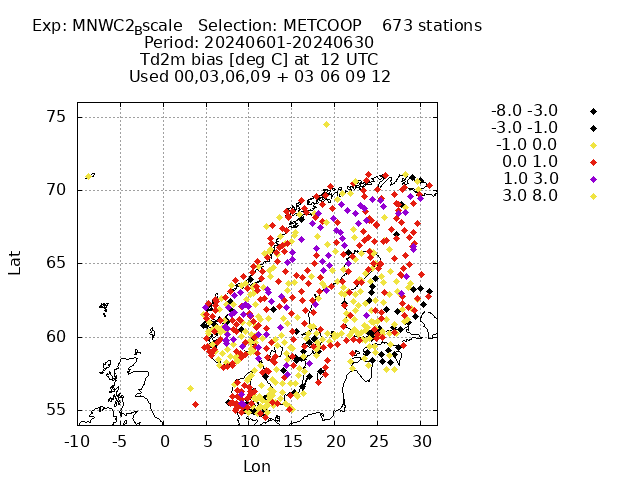 Exp: MNWC2_Bscale   Selection: METCOOP    673 stations
Period: 20240601-20240630
Td2m bias [deg C] at  12 UTC
Used 00,03,06,09 + 03 06 09 12
-8.0 -3.0
-3.0 -1.0
-1.0 0.0
0.0 1.0
1.0 3.0
3.0 8.0
75
70
65
60
55
Lat
-10 -5 0 5 10 15 20 25 30
Lon